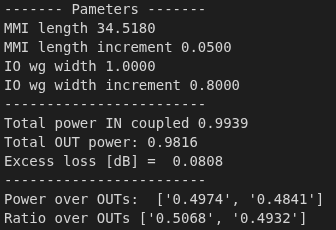 ------- Pameters -------
MMI length 34.5180
MMI length increment 0.0500
IO wg width 1.0000
IO wg width increment 0.8000
------------------------
Total power IN coupled 0.9939
Total OUT power: 0.9816
Excess loss [dB] =  0.0808
------------------------
Power over OUTs:  ['0.4974', '0.4841']
Ratio over OUTs ['0.5068', '0.4932']